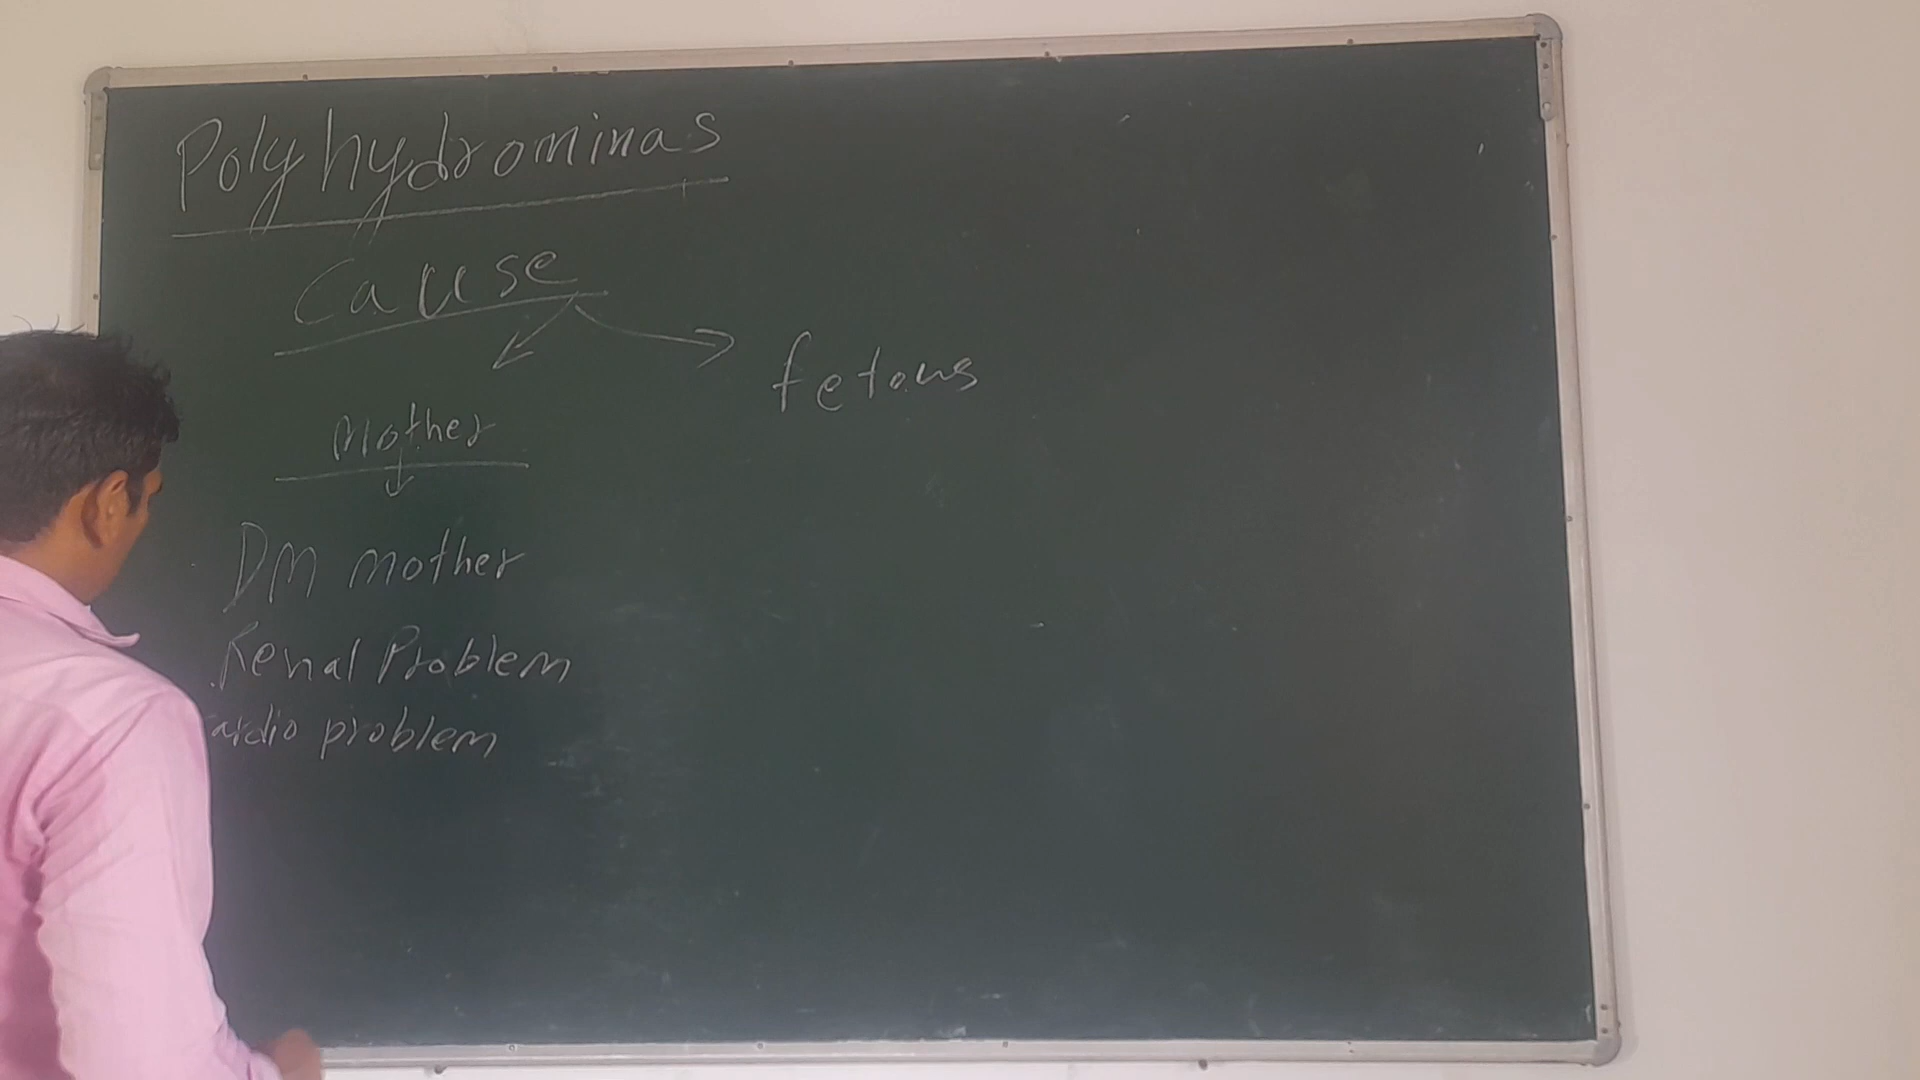 Polyhydrominas
Cause
fetous
Mother
DM mother
Renal Problem
ardio problem